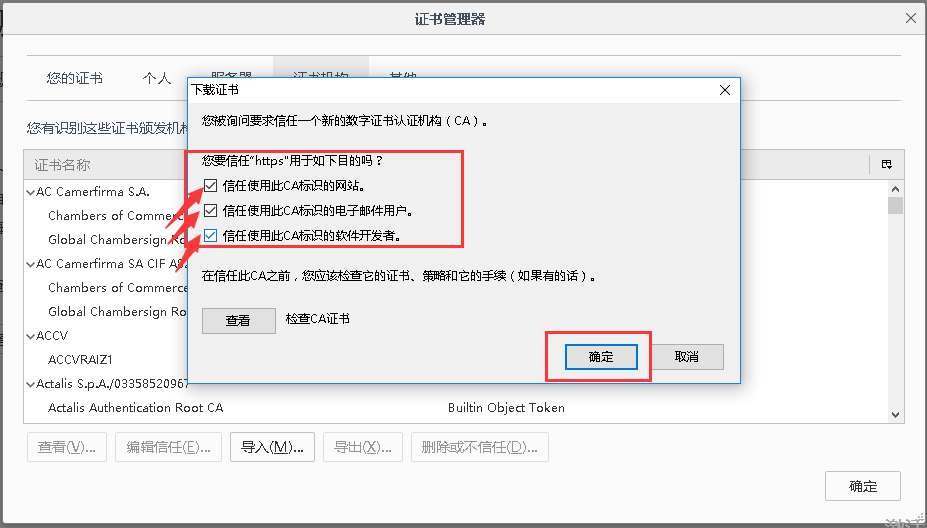 证书管理器
您的证书 个人 服务器 证书机构 其他
下载证书
您被询问要求信任一个新的数字证书认证机构（CA）。
您有识别这些证书颁发机构
证书名称
您要信任“https”用于如下目的吗？
信任使用此CA标识的网站。
信任使用此CA标识的电子邮件用户。
信任使用此CA标识的软件开发者。
在信任此CA之前，您应该检查它的证书、策略和它的手续（如果有的话）。
查看 检查CA证书
确定 取消
AC Camerfirma S.A.
Chambers of Commerce
Global Chambersign Ro
AC Camerfirma SA CIF A82
Chambers of Commerce
Global Chambersign Ro
ACCV
ACCVRAIZ1
Actalis S.p.A./03358520967
Actalis Authentication Root CA Builtin Object Token
查看(V)... 编辑信任(E)... 导入(M)... 导出(X)... 删除或不信任(D)...
确定
激活